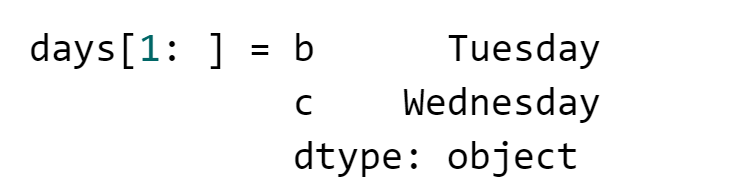 days[1: ] = b      Tuesday
c    Wednesday
dtype: object